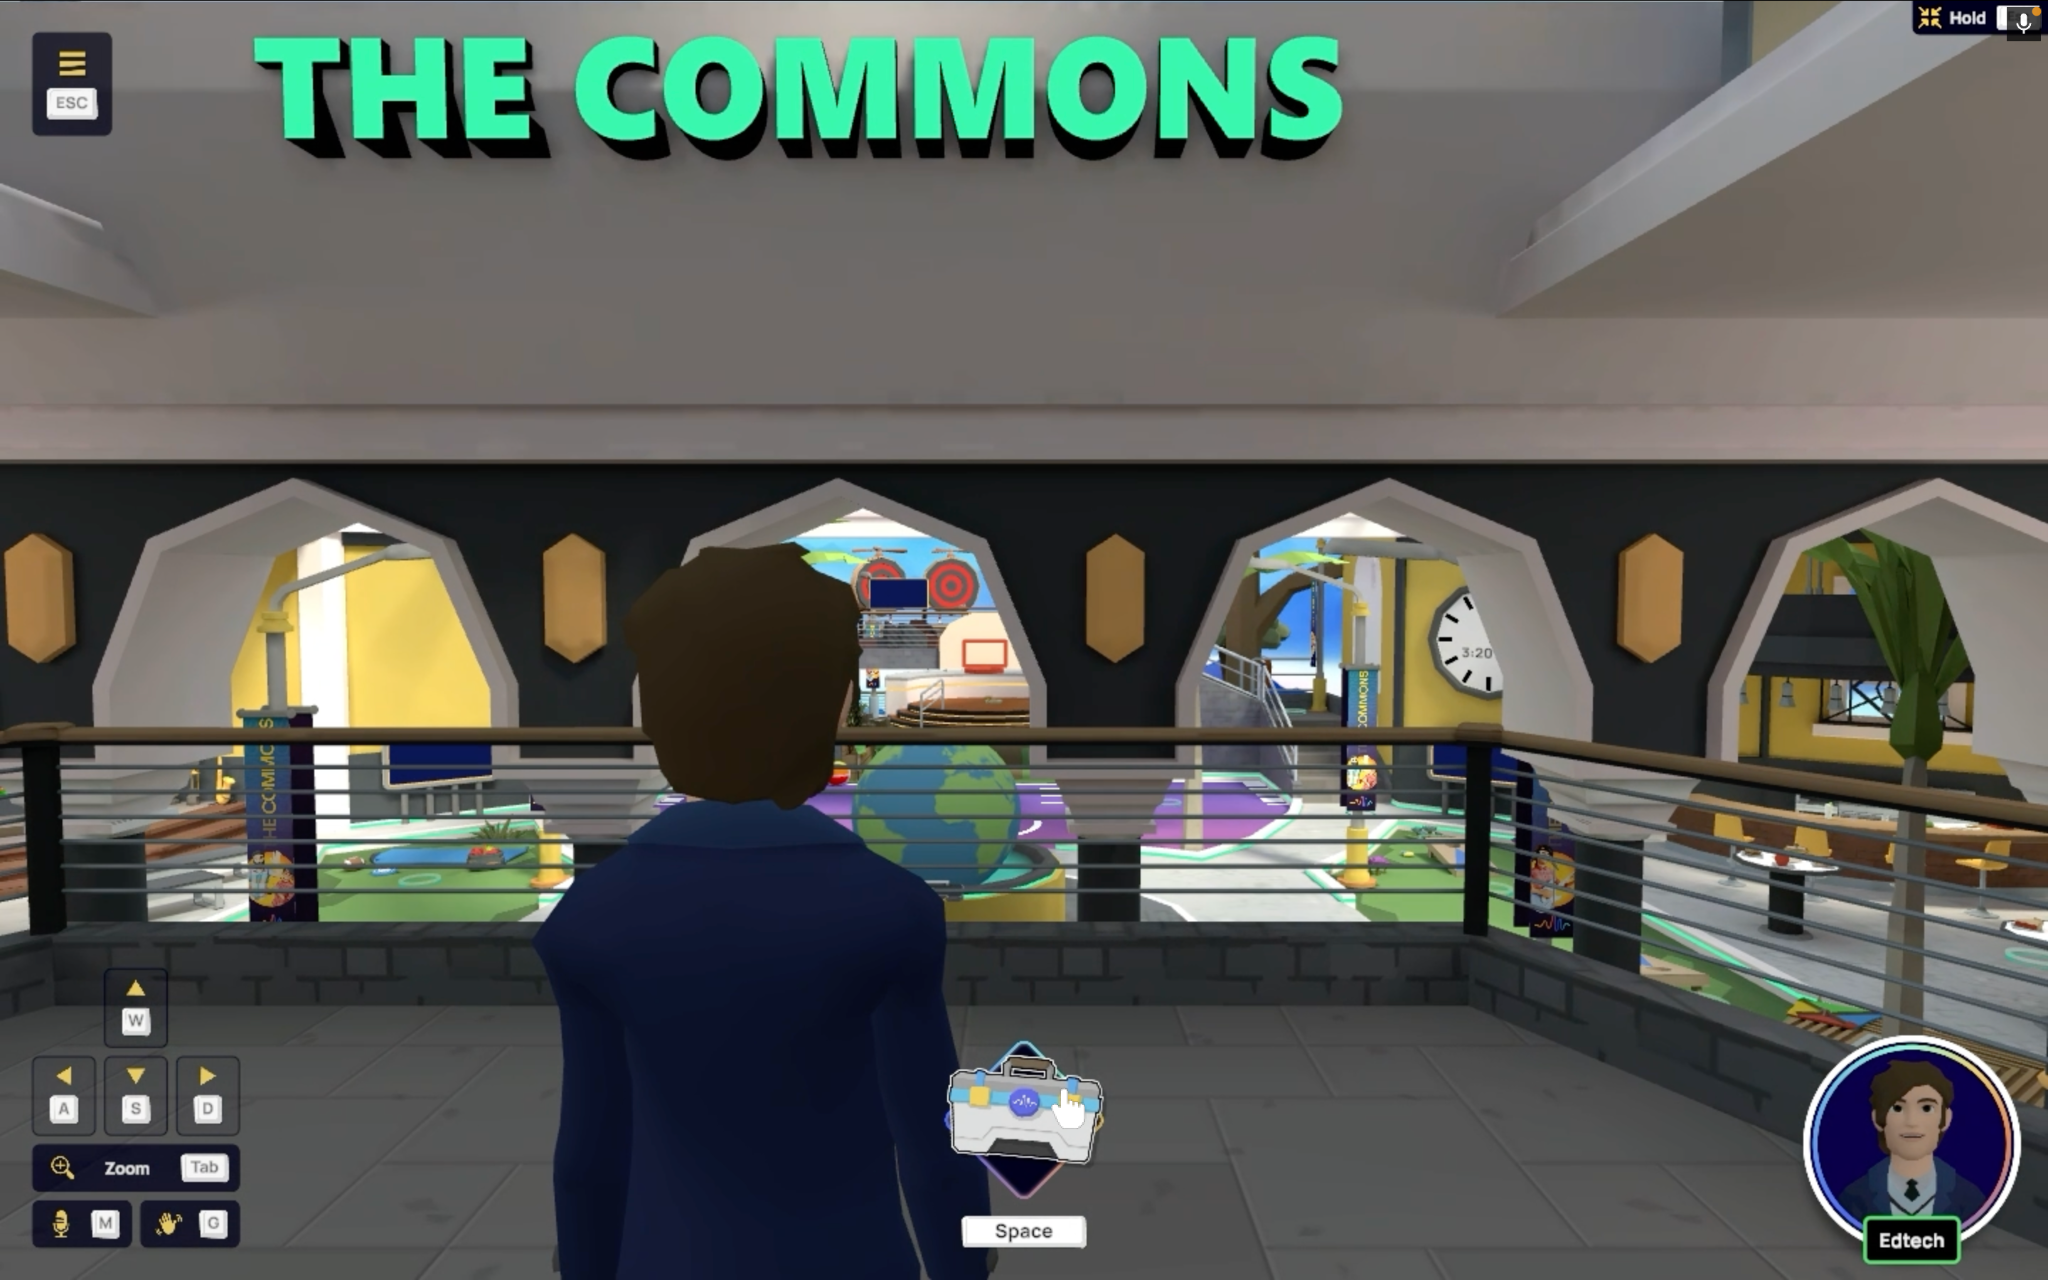 THE COMMONS
Hold
ESC
3:20
THE COMMONS
COMMONS
W
A
S
D
Zoom
Tab
M
G
Space
Edtech